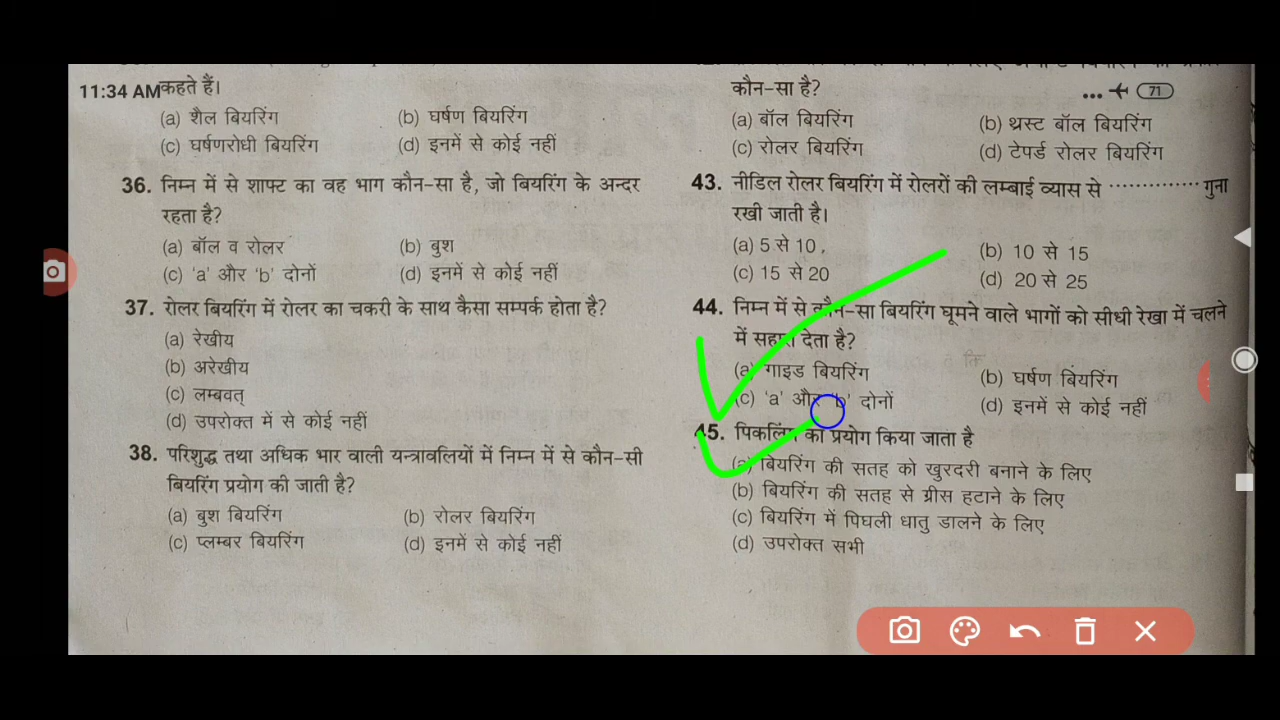 11:34 AM
कहते हैं।
(a) शैल बियरिंग (b) घर्षण बियरिंग
(c) घर्षणरोधी बियरिंग (d) इनमें से कोई नहीं
36. निम्न में से शाफ्ट का वह भाग कौन-सा है, जो बियरिंग के अन्दर
रहता है?
(a) बॉल व रोलर (b) बुश
(c) 'a' और 'b' दोनों (d) इनमें से कोई नहीं
37. रोलर बियरिंग में रोलर का चकरी के साथ कैसा सम्पर्क होता है?
(a) रेखीय
(b) अरेखीय
(c) लम्बवत्
(d) उपरोक्त में से कोई नहीं
38. परिशुद्ध तथा अधिक भार वाली यन्त्रावलियों में निम्न में से कौन-सी
बियरिंग प्रयोग की जाती है?
(a) बुश बियरिंग (b) रोलर बियरिंग
(c) प्लम्बर बियरिंग (d) इनमें से कोई नहीं
कौन-सा है?
71
(a) बॉल बियरिंग (b) थ्रस्ट बॉल बियरिंग
(c) रोलर बियरिंग (d) टेपर्ड रोलर बियरिंग
43. नीडिल रोलर बियरिंग में रोलरों की लम्बाई व्यास से .............. गुना
रखी जाती है।
(a) 5 से 10 (b) 10 से 15
(c) 15 से 20 (d) 20 से 25
44. निम्न में से कौन-सा बियरिंग घूमने वाले भागों को सीधी रेखा में चलने
में सहारा देता है?
(a) गाइड बियरिंग (b) घर्षण बियरिंग
(c) 'a' और 'b' दोनों (d) इनमें से कोई नहीं
45. पिकलिंग का प्रयोग किया जाता है
(a) बियरिंग की सतह को खुरदरी बनाने के लिए
(b) बियरिंग की सतह से ग्रीस हटाने के लिए
(c) बियरिंग में पिघली धातु डालने के लिए
(d) उपरोक्त सभी